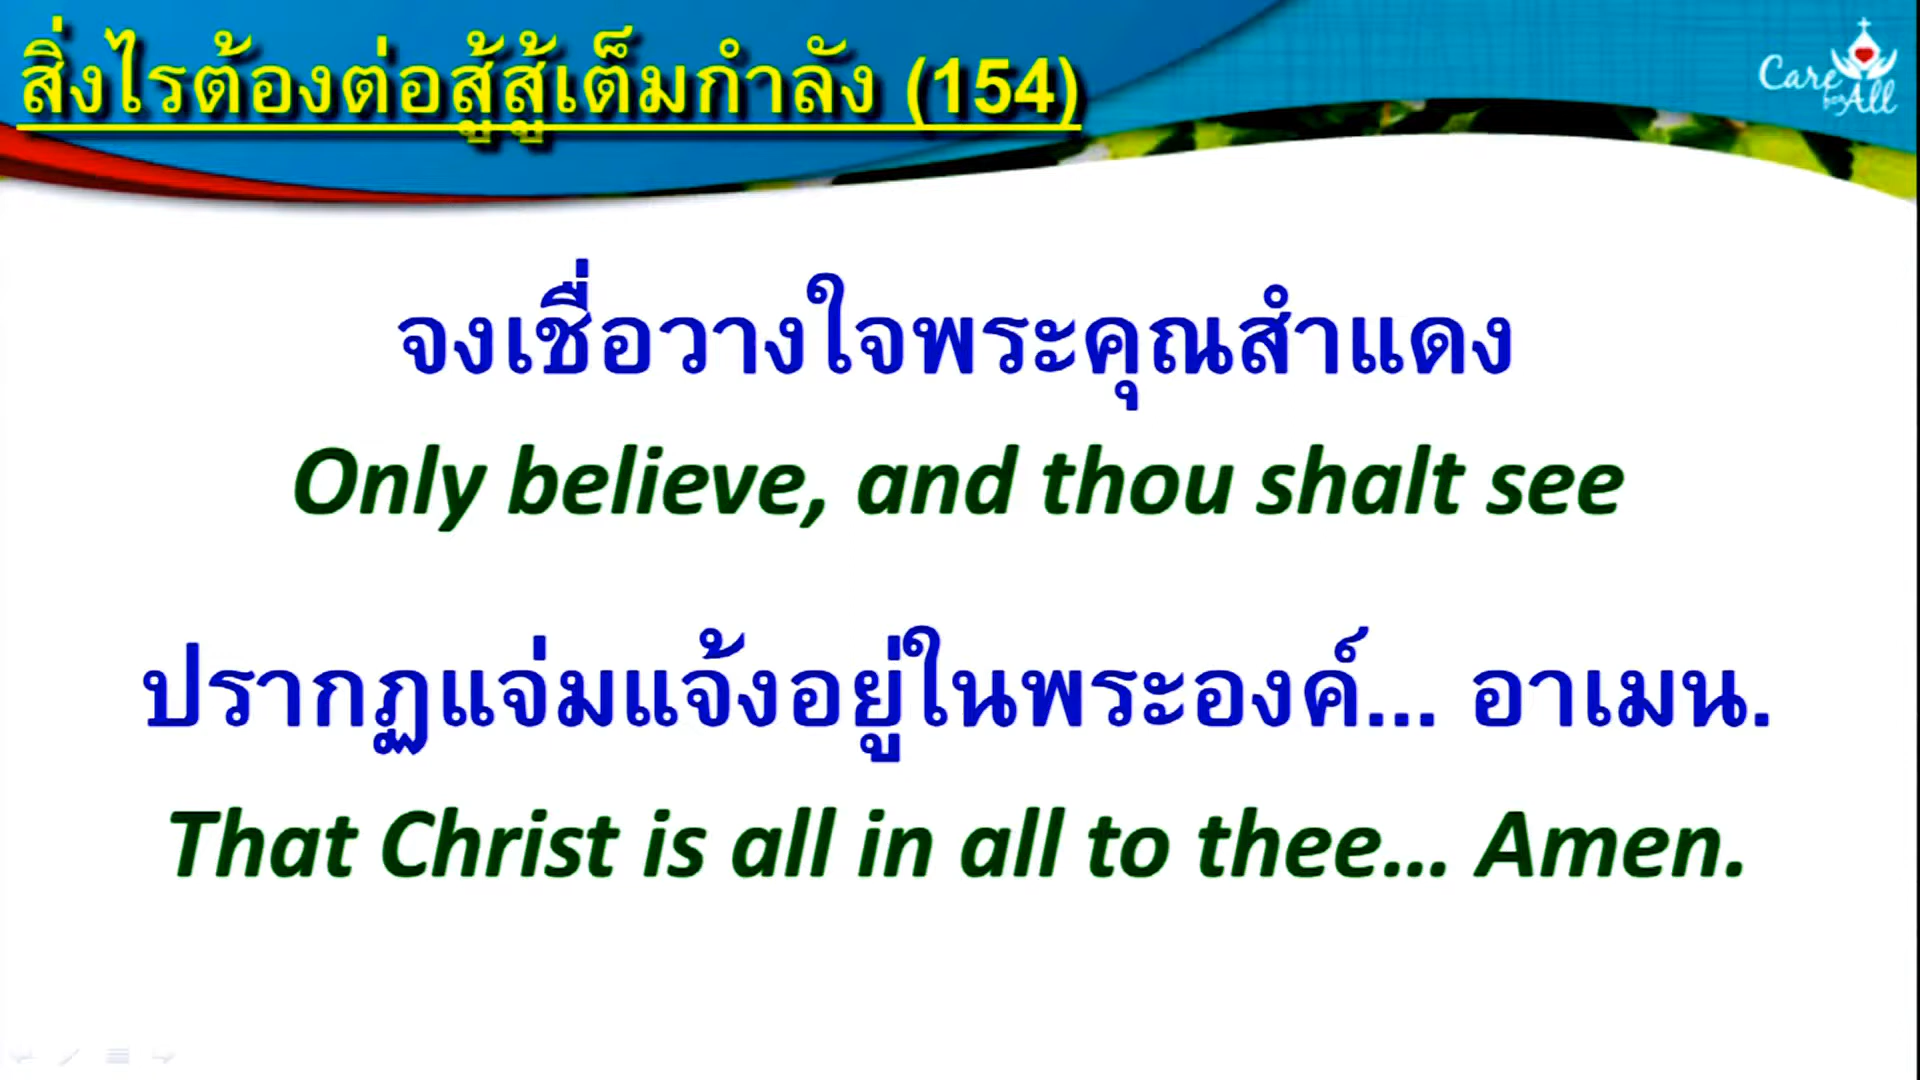 สิ่งไรต้องต่อสู้สู้เต็มกำลัง (154)
Care
for All
จงเชื่อวางใจพระคุณสำแดง
Only believe, and thou shalt see
ปรากฏแจ่มแจ้งอยู่ในพระองค์... อาเมน.
That Christ is all in all to thee... Amen.